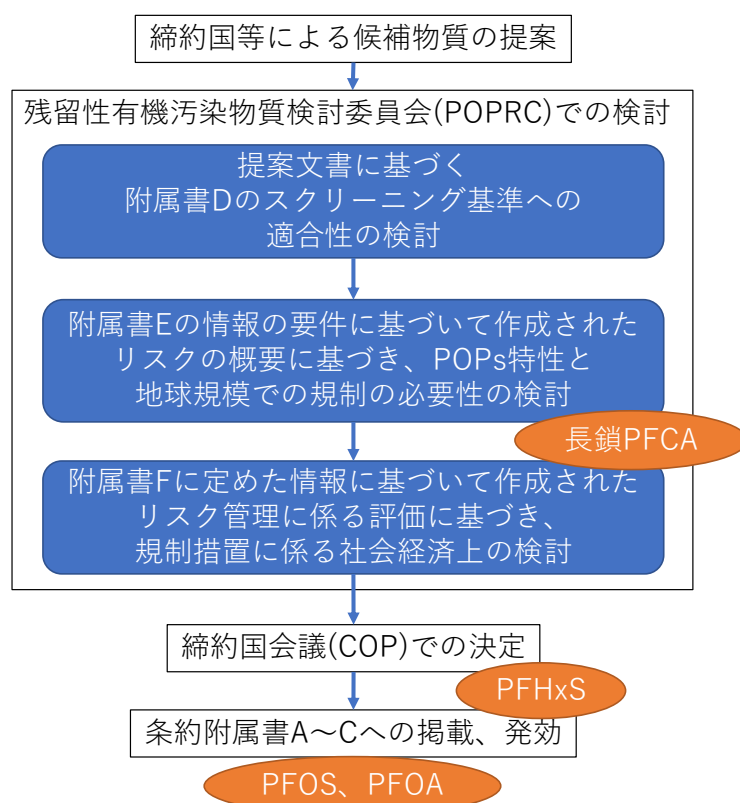 締約国等による候補物質の提案
残留性有機汚染物質検討委員会(POPRC)での検討
提案文書に基づく
附属書Dのスクリーニング基準への
適合性の検討
附属書Eの情報の要件に基づいて作成された
リスクの概要に基づき、POPs特性と
地球規模での規制の必要性の検討
長鎖PFCA
附属書Fに定めた情報に基づいて作成された
リスク管理に係る評価に基づき、
規制措置に係る社会経済上の検討
締約国会議(COP)での決定
PFHxS
条約附属書A～Cへの掲載、発効
PFOS、PFOA